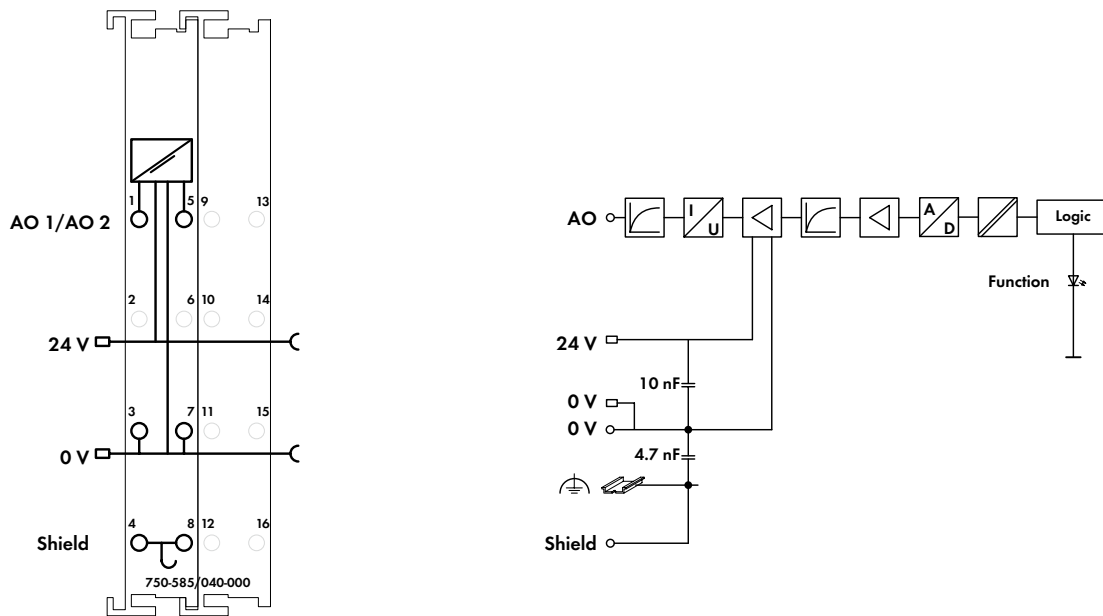 1 5 9 13
AO 1/AO 2
2 6 10 14
24 V
3 7 11 15
0 V
4 8 12 16
Shield
750-585/040-000
AO
I
U
A
D
Logic
Function
24 V
10 nF
0 V
0 V
4.7 nF
Shield